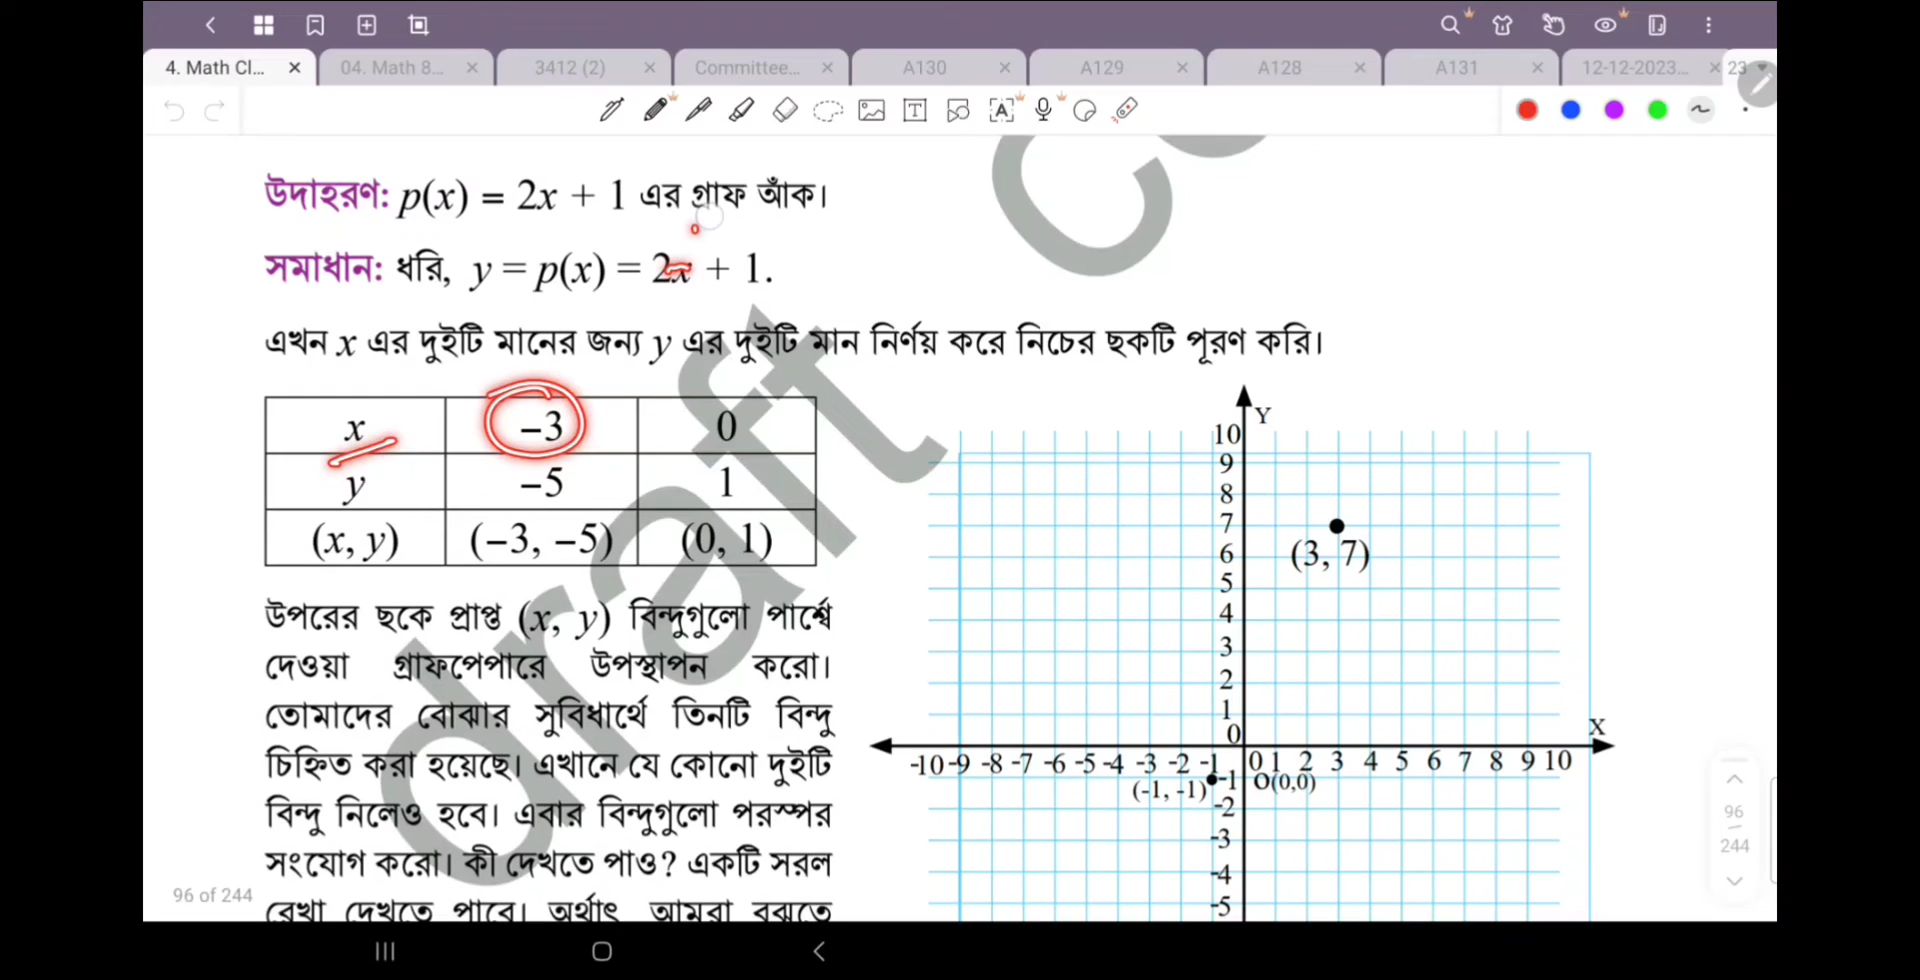 4. Math Cl...
04. Math 8...
3412 (2)
Committee...
A130
A129
A128
A131
12-12-2023...
23
উদাহরণ: p(x) = 2x + 1 এর গ্রাফ আঁক।
সমাধান: ধরি, y = p(x) = 2x + 1.
এখন x এর দুইটি মানের জন্য y এর দুইটি মান নির্ণয় করে নিচের ছকটি পূরণ করি।
x −3 0
y −5 1
(x, y) (−3, −5) (0, 1)
উপরের ছকে প্রাপ্ত (x, y) বিন্দুগুলো পার্শ্বে
দেওয়া গ্রাফপেপারে উপস্থাপন করো।
তোমাদের বোঝার সুবিধার্থে তিনটি বিন্দু
চিহ্নিত করা হয়েছে। এখানে যে কোনো দুইটি
বিন্দু নিলেও হবে। এবার বিন্দুগুলো পরস্পর
সংযোগ করো। কী দেখতে পাও? একটি সরল
রেখা দেখতে পাবে। অর্থাৎ আমরা বুঝতে
Y
10
9
8
7
(3, 7)
6
5
4
3
2
1
0
X
-10 -9 -8 -7 -6 -5 -4 -3 -2 -1 0 1 2 3 4 5 6 7 8 9 10
(-1, -1) -1 O(0,0)
-2
-3
-4
-5
draft
96 of 244
96
244